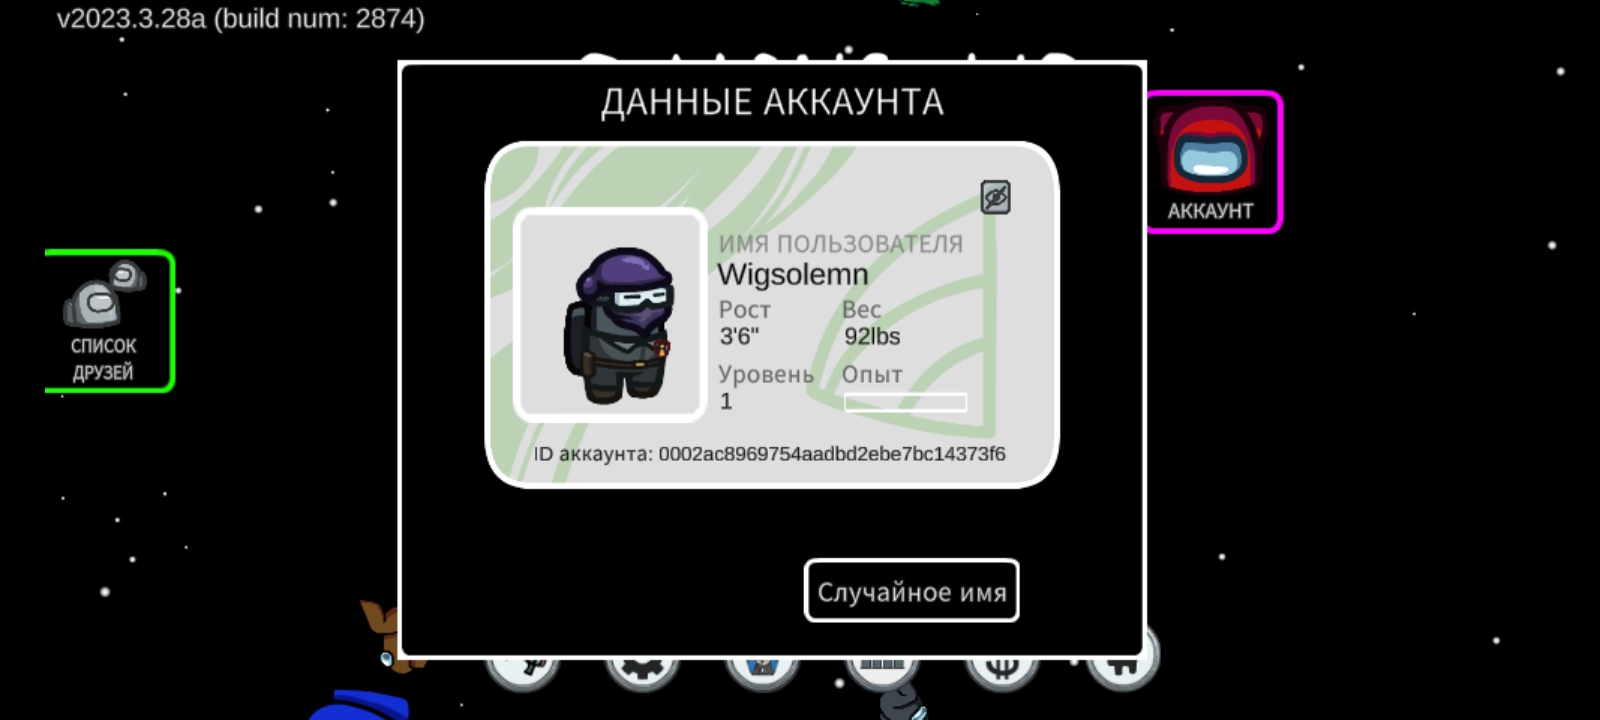 v2023.3.28a (build num: 2874)
ДАННЫЕ АККАУНТА
АККАУНТ
ИМЯ ПОЛЬЗОВАТЕЛЯ
Wigsolemn
Рост Вес
3'6" 92lbs
Уровень Опыт
1
СПИСОК
ДРУЗЕЙ
ID аккаунта: 0002ac8969754aadbd2ebe7bc14373f6
Случайное имя